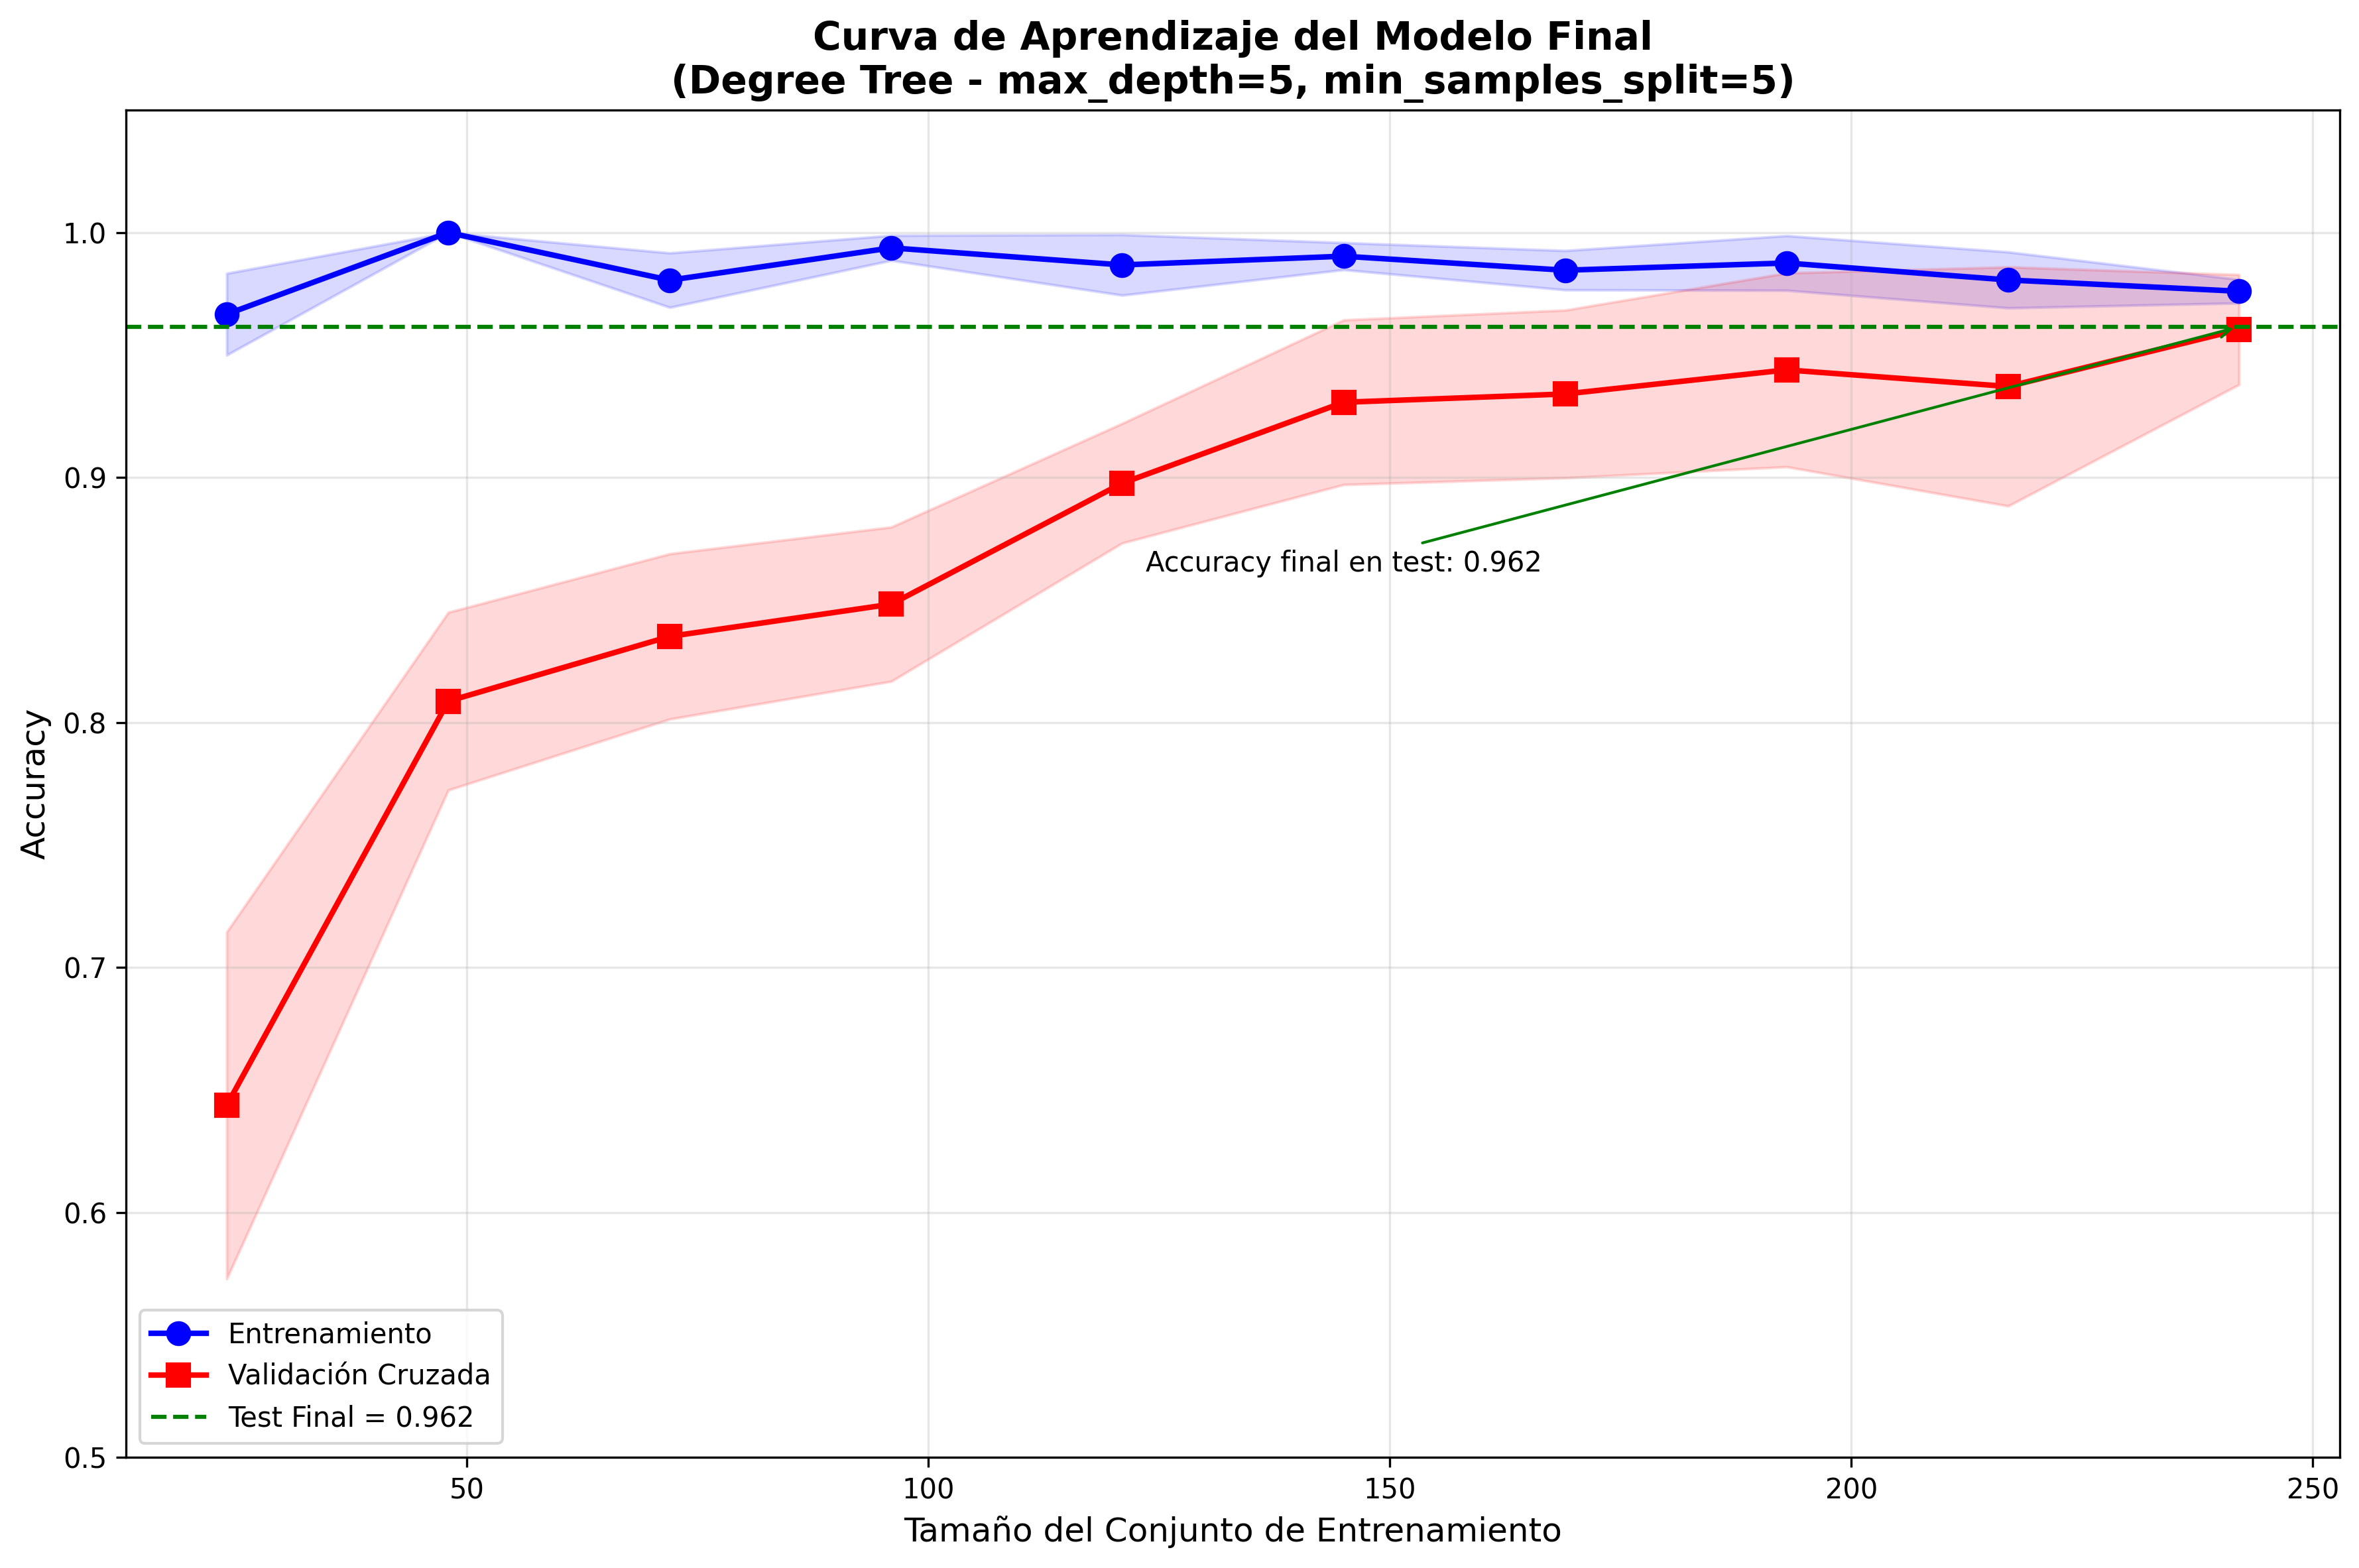 Curva de Aprendizaje del Modelo Final
(Degree Tree - max_depth=5, min_samples_split=5)
Accuracy
1.0
0.9
0.8
0.7
0.6
0.5
Accuracy final en test: 0.962
Entrenamiento
Validación Cruzada
Test Final = 0.962
50
100
150
200
250
Tamaño del Conjunto de Entrenamiento